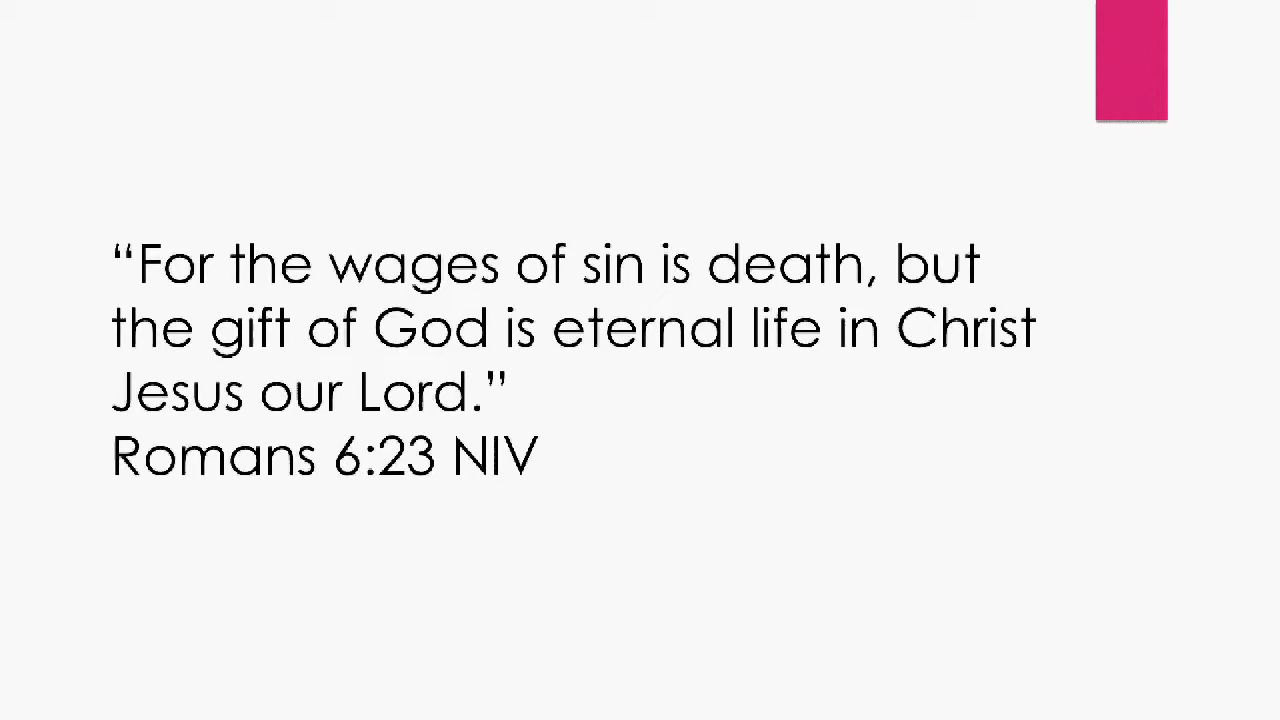 “For the wages of sin is death, but
the gift of God is eternal life in Christ
Jesus our Lord.”
Romans 6:23 NIV